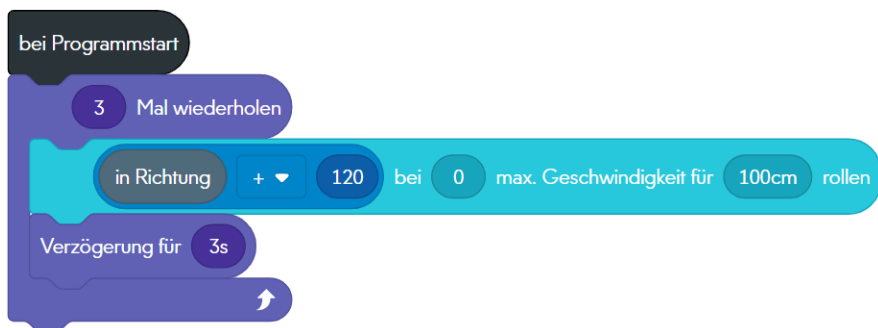 bei Programmstart
3 Mal wiederholen
in Richtung + 120 bei 0 max. Geschwindigkeit für 100cm rollen
Verzögerung für 3s